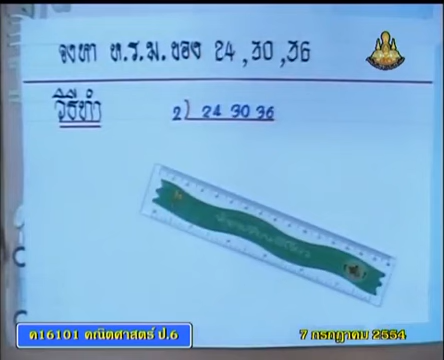 จงหา ห.ร.ม. ของ 24 , 30 , 36
วิธีทำ
2) 24 30 36
ค16101 คณิตศาสตร์ ป.6
7 กรกฎาคม 2554